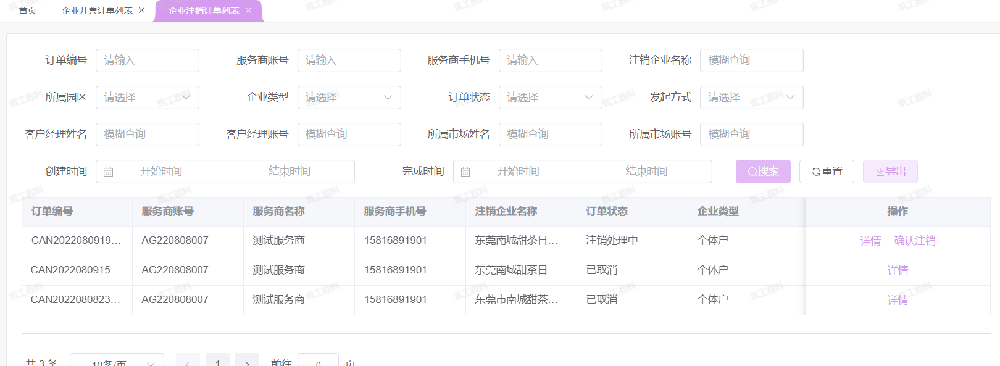 首页 企业开票订单列表 × 企业注销订单列表 ×
订单编号 请输入 服务商账号 请输入 服务商手机号 请输入 注销企业名称 模糊查询
所属园区 请选择 企业类型 请选择 订单状态 请选择 发起方式 请选择
客户经理姓名 模糊查询 客户经理账号 模糊查询 所属市场姓名 模糊查询 所属市场账号 模糊查询
创建时间 开始时间 - 结束时间 完成时间 开始时间 - 结束时间 搜索 重置 导出
订单编号 服务商账号 服务商名称 服务商手机号 注销企业名称 订单状态 企业类型 操作
CAN2022080919... AG220808007 测试服务商 15816891901 东莞南城甜茶日... 注销处理中 个体户 详情 确认注销
CAN2022080915... AG220808007 测试服务商 15816891901 东莞南城甜茶日... 已取消 个体户 详情
CAN2022080823... AG220808007 测试服务商 15816891901 东莞市南城甜茶... 已取消 个体户 详情
共 3 条 10条/页 < 1 > 前往 0 页